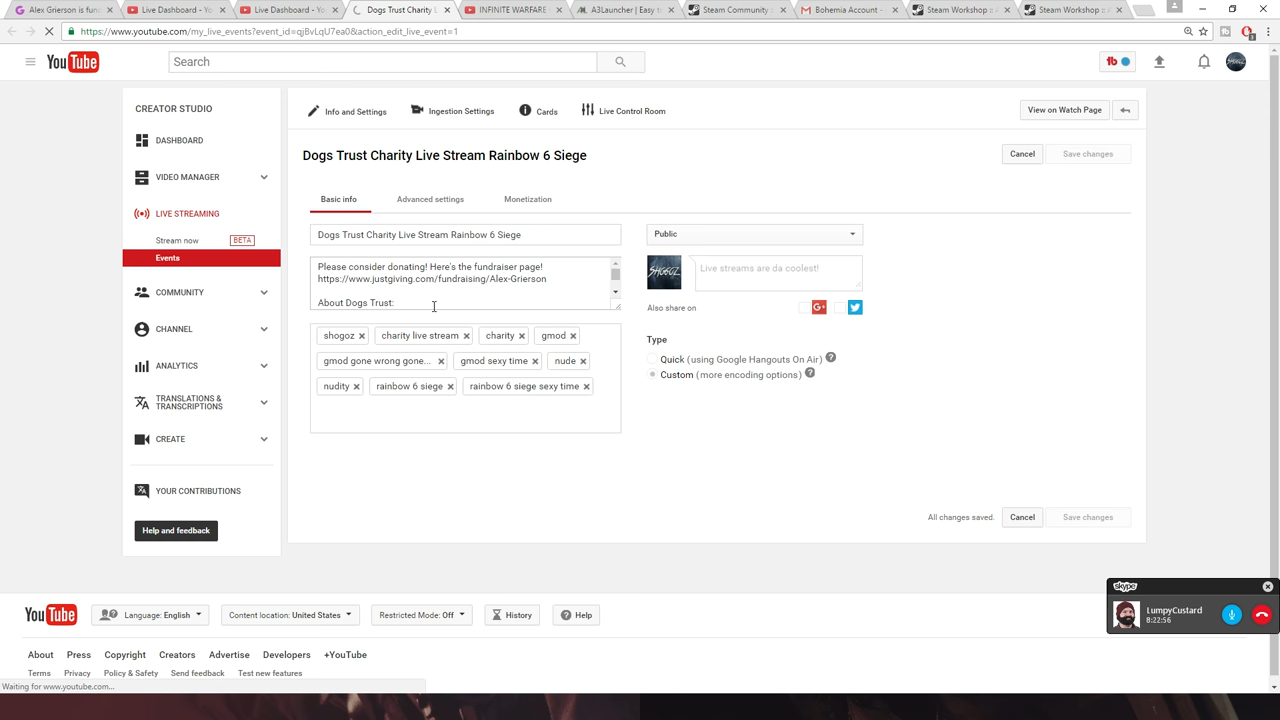 Alex Grierson is fun
Live Dashboard - Yo
Live Dashboard - Yo
Dogs Trust Charity L
INFINITE WARFARE
A3Launcher | Easy t
Steam Community
Bohemia Account -
Steam Workshop ::
Steam Workshop ::
https://www.youtube.com/my_live_events?event_id=qjBvLqU7ea0&action_edit_live_event=1
YouTube
Search
tb
CREATOR STUDIO
DASHBOARD
VIDEO MANAGER
LIVE STREAMING
Stream now BETA
Events
COMMUNITY
CHANNEL
ANALYTICS
TRANSLATIONS &
TRANSCRIPTIONS
CREATE
YOUR CONTRIBUTIONS
Help and feedback
Info and Settings
Ingestion Settings
Cards
Live Control Room
View on Watch Page
Dogs Trust Charity Live Stream Rainbow 6 Siege
Cancel
Save changes
Basic info
Advanced settings
Monetization
Dogs Trust Charity Live Stream Rainbow 6 Siege
Please consider donating! Here's the fundraiser page!
https://www.justgiving.com/fundraising/Alex-Grierson
About Dogs Trust:
shogoz charity live stream charity gmod
gmod gone wrong gone... gmod sexy time nude
nudity rainbow 6 siege rainbow 6 siege sexy time
Public
SHOGOZ
Live streams are da coolest!
Also share on
G+
Type
Quick (using Google Hangouts On Air) ?
Custom (more encoding options) ?
All changes saved.
Cancel
Save changes
skype
LumpyCustard
8:22:56
YouTube
Language: English
Content location: United States
Restricted Mode: Off
History
Help
About Press Copyright Creators Advertise Developers +YouTube
Terms Privacy Policy & Safety Send feedback Test new features
Waiting for www.youtube.com...